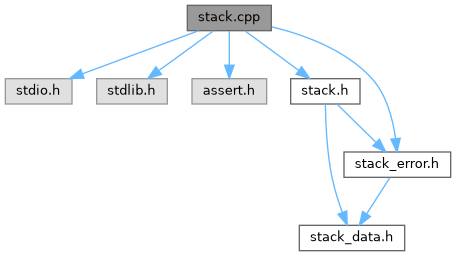 stack.cpp
stdio.h
stdlib.h
assert.h
stack.h
stack_error.h
stack_data.h